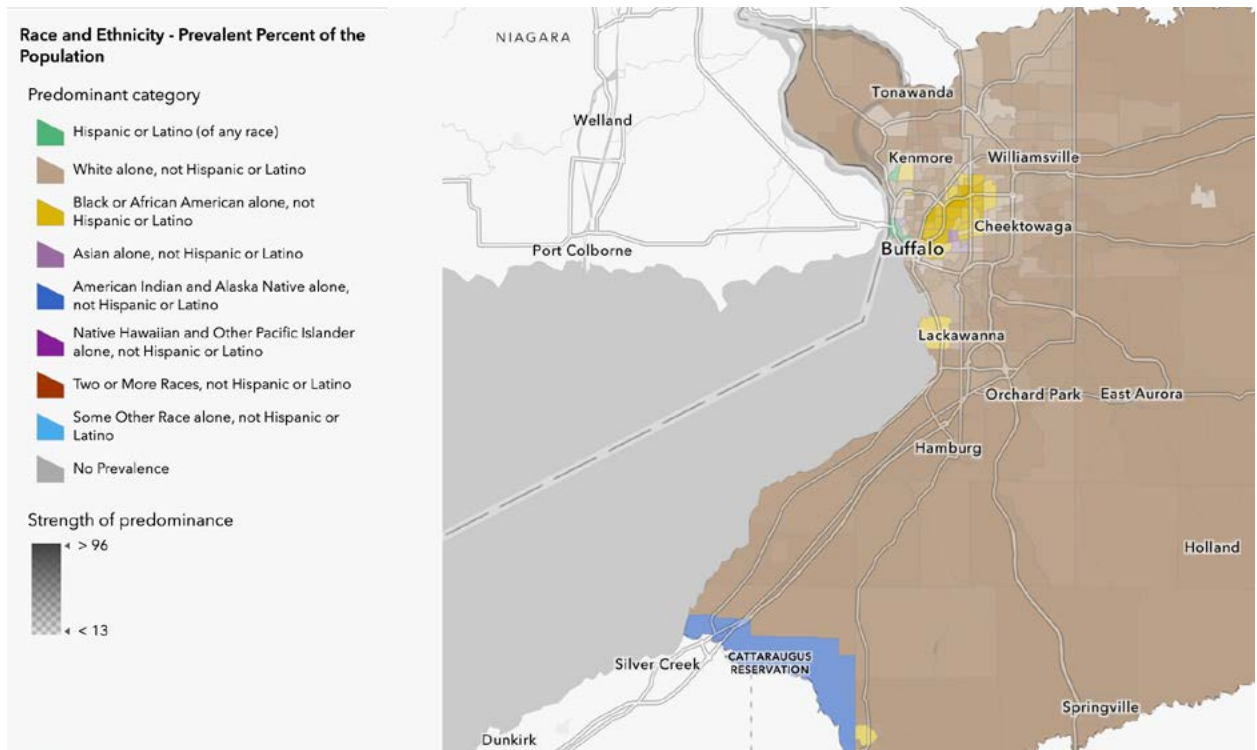 Race and Ethnicity - Prevalent Percent of the
Population
Predominant category
Hispanic or Latino (of any race)
White alone, not Hispanic or Latino
Black or African American alone, not
Hispanic or Latino
Asian alone, not Hispanic or Latino
American Indian and Alaska Native alone,
not Hispanic or Latino
Native Hawaiian and Other Pacific Islander
alone, not Hispanic or Latino
Two or More Races, not Hispanic or Latino
Some Other Race alone, not Hispanic or
Latino
No Prevalence
Strength of predominance
> 96
< 13
NIAGARA
Tonawanda
Welland
Kenmore
Williamsville
Cheektowaga
Port Colborne
Buffalo
Lackawanna
Orchard Park
East Aurora
Hamburg
Holland
Silver Creek
CATTARAUGUS
RESERVATION
Springville
Dunkirk